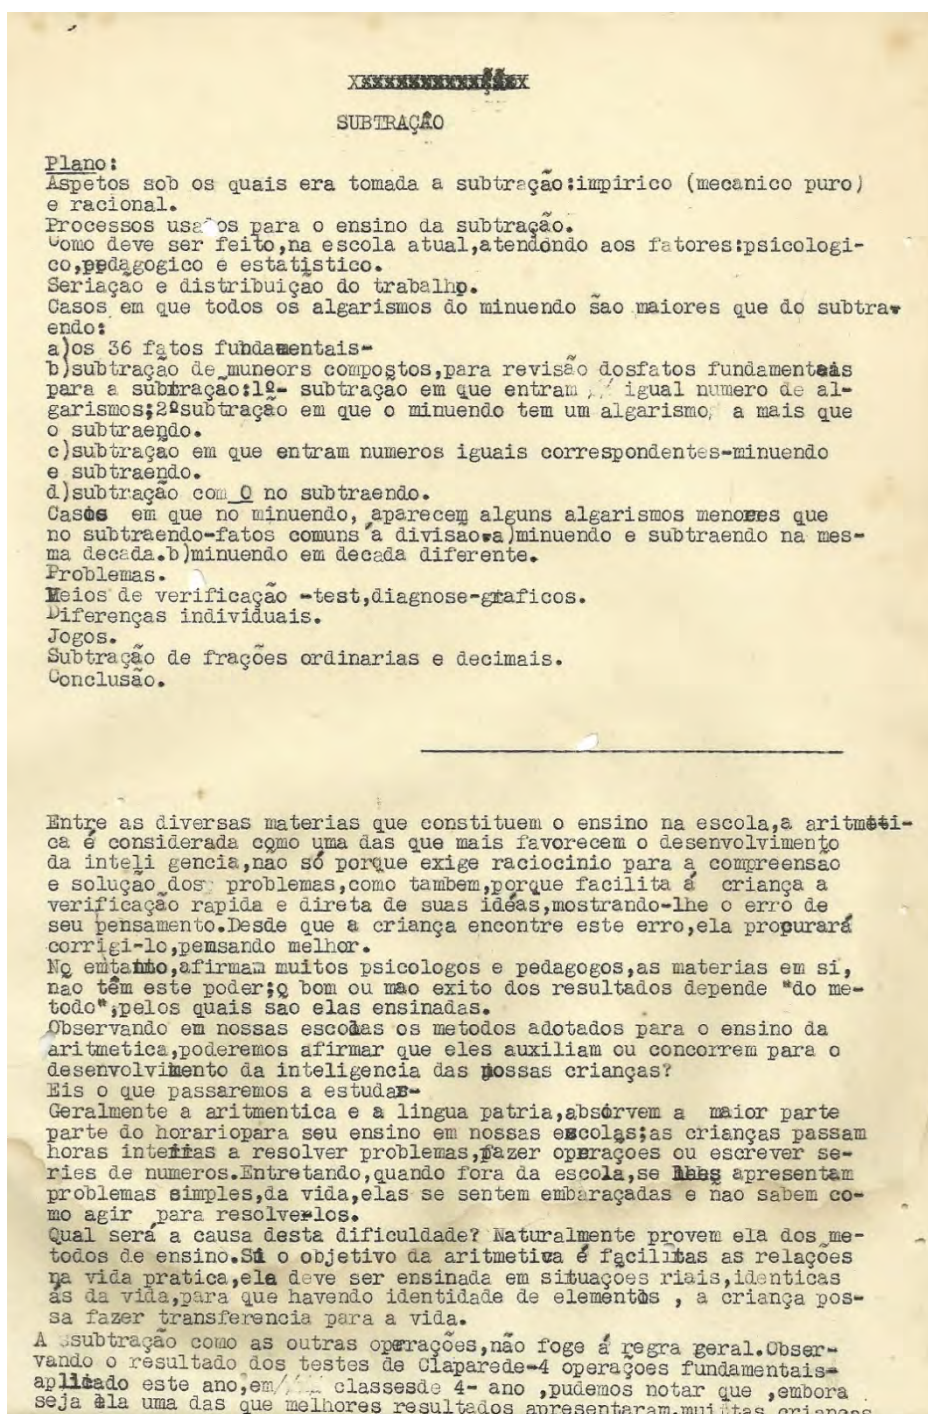 SUBTRAÇÃO
Plano:
Aspetos sob os quais era tomada a subtração:impirico (mecanico puro)
e racional.
Processos usados para o ensino da subtração.
Como deve ser feito,na escola atual,atendendo aos fatores:psicologi-
co,pedagogico e estatistico.
Seriação e distribuição do trabalho.
Casos em que todos os algarismos do minuendo são maiores que do subtra-
endo:
a)os 36 fatos fundamentais-
b)subtração de muneors compostos,para revisão dosfatos fundamentais
para a subtração:1º- subtração em que entram igual numero de al-
garismos;2ºsubtração em que o minuendo tem um algarismo, a mais que
o subtraendo.
c)subtração em que entram numeros iguais correspondentes-minuendo
e subtraendo.
d)subtração com 0 no subtraendo.
Casos em que no minuendo, aparecem alguns algarismos menores que
no subtraendo-fatos comuns á divisão.a)minuendo e subtraendo na mes-
ma decada.b)minuendo em decada diferente.
Problemas.
Meios de verificação -test,diagnose-graficos.
Diferenças individuais.
Jogos.
Subtração de frações ordinarias e decimais.
Conclusão.
Entre as diversas materias que constituem o ensino na escola,a aritmeti-
ca é considerada como uma das que mais favorecem o desenvolvimento
da inteli gencia,não só porque exige raciocinio para a compreensão
e solução dos problemas,como tambem,porque facilita á criança a
verificação rapida e direta de suas idéas,mostrando-lhe o erro de
seu pensamento.Desde que a criança encontre este erro,ela procurará
corrigi-lo,pensando melhor.
No emtanto,afirmam muitos psicologos e pedagogos,as materias em si,
não têm este poder;o bom ou mao exito dos resultados depende "do me-
todo",pelos quais são elas ensinadas.
Observando em nossas escolas os metodos adotados para o ensino da
aritmetica,poderemos afirmar que eles auxiliam ou concorrem para o
desenvolvimento da inteligencia das nossas crianças?
Eis o que passaremos a estudar-
Geralmente a aritmentica e a lingua patria,absórvem a maior parte
parte do horariopara seu ensino em nossas escolas;as crianças passam
horas inteiras a resolver problemas,fazer operações ou escrever se-
ries de numeros.Entretando,quando fora da escola,se lhes apresentam
problemas simples,da vida,elas se sentem embaraçadas e não sabem co-
mo agir para resolve-los.
Qual será a causa desta dificuldade? Naturalmente provem ela dos me-
todos de ensino.Si o objetivo da aritmetica é facilitas as relações
na vida pratica,ela deve ser ensinada em situações riais,identicas
ás da vida,para que havendo identidade de elementos , a criança pos-
sa fazer transferencia para a vida.
A ssubtração como as outras operações,não foge á regra geral.Obser-
vando o resultado dos testes de Claparede-4 operações fundamentais-
aplicado este ano,em classesde 4- ano ,pudemos notar que ,embora
seja ela uma das que melhores resultados apresentaram,muitas crianças